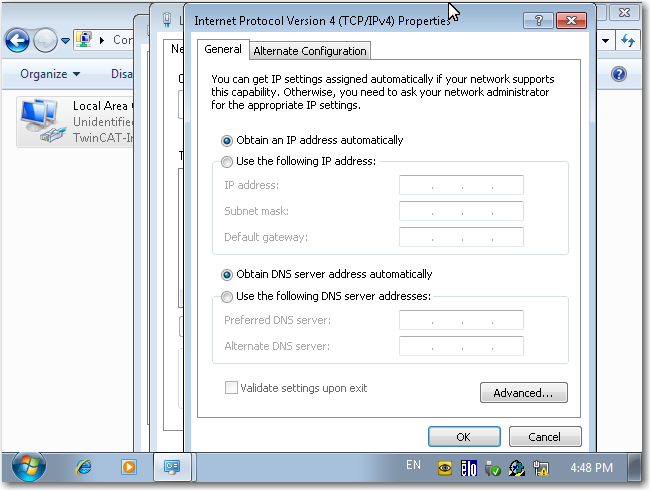 Internet Protocol Version 4 (TCP/IPv4) Properties
General
Alternate Configuration
Organize
Local Area
Unidentified
You can get IP settings assigned automatically if your network supports
this capability. Otherwise, you need to ask your network administrator
for the appropriate IP settings.
Obtain an IP address automatically
Use the following IP address:
IP address:
Subnet mask:
Default gateway:
Obtain DNS server address automatically
Use the following DNS server addresses:
Preferred DNS server:
Alternate DNS server:
Validate settings upon exit
Advanced...
OK
Cancel
EN
elo
4:48 PM